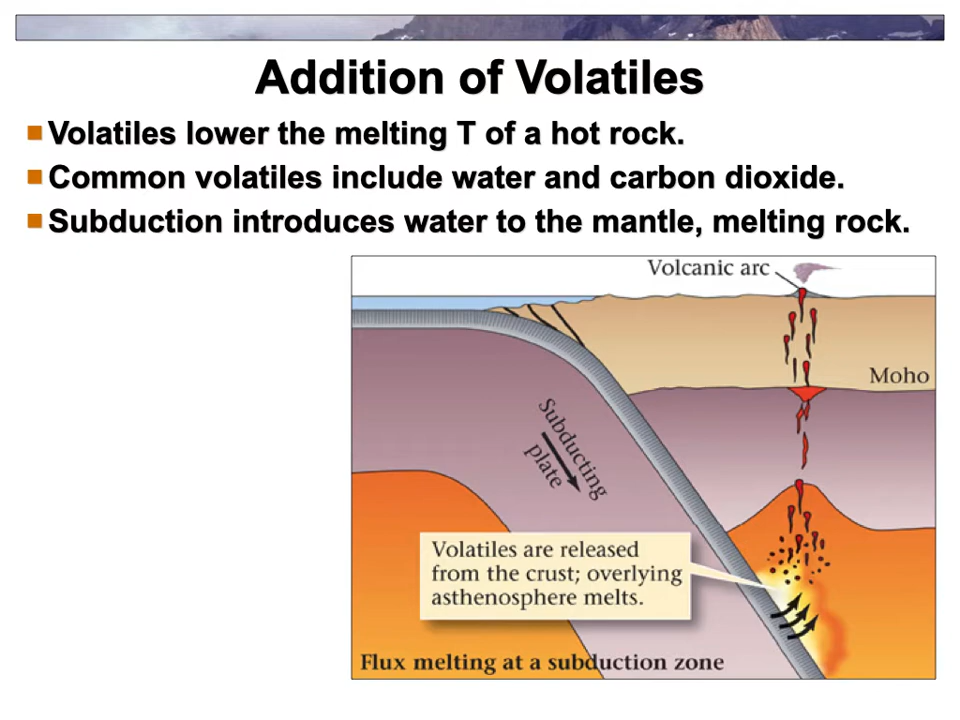 Addition of Volatiles
Volatiles lower the melting T of a hot rock.
Common volatiles include water and carbon dioxide.
Subduction introduces water to the mantle, melting rock.
Volcanic arc
Moho
Subducting
plate
Volatiles are released
from the crust; overlying
asthenosphere melts.
Flux melting at a subduction zone